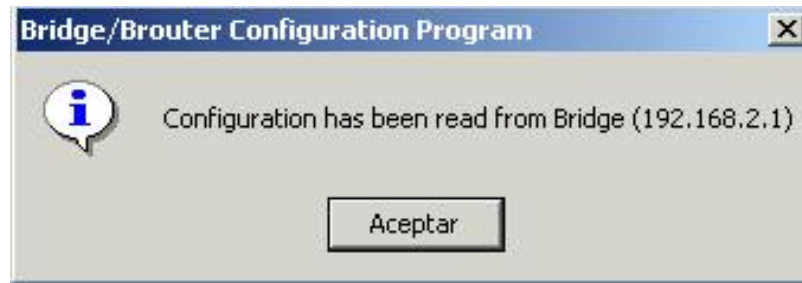 Bridge/Brouter Configuration Program
Configuration has been read from Bridge (192.168.2.1)
Aceptar